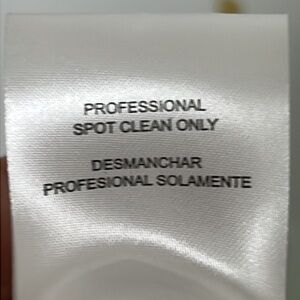 PROFESSIONAL
SPOT CLEAN ONLY
DESMANCHAR
PROFESIONAL SOLAMENTE